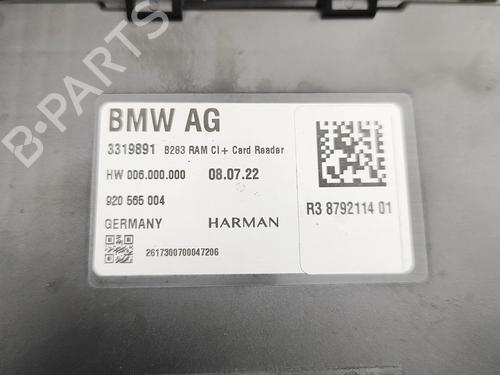 B-PARTS
BMW AG
3319891 B283 RAM CI+ Card Reader
HW 006.000.000 08.07.22
920 565 004
GERMANY HARMAN
2617300700047206
R3 8792114 01